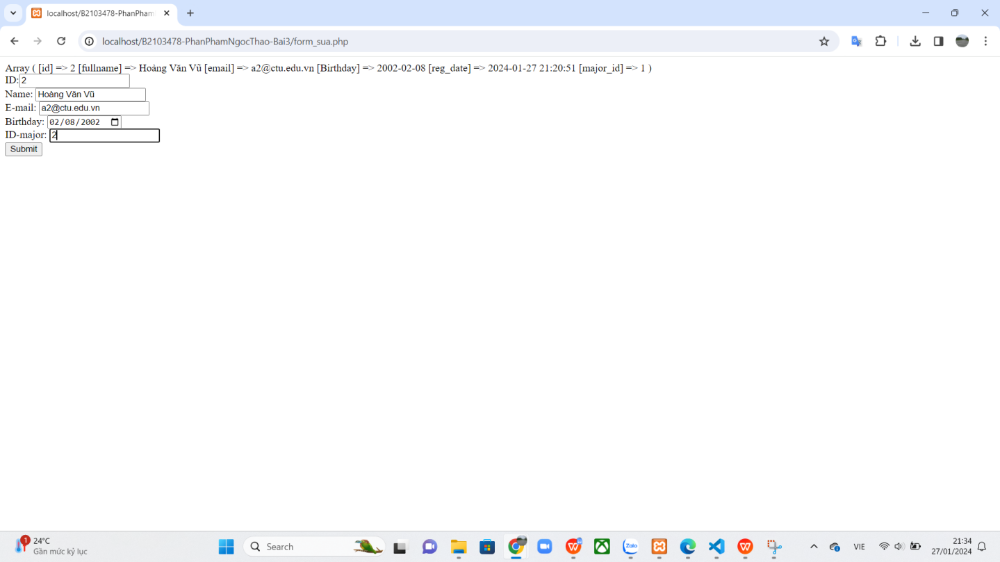 localhost/B2103478-PhanPham
localhost/B2103478-PhanPhamNgocThao-Bai3/form_sua.php
Array ( [id] => 2 [fullname] => Hoàng Văn Vũ [email] => a2@ctu.edu.vn [Birthday] => 2002-02-08 [reg_date] => 2024-01-27 21:20:51 [major_id] => 1 )
ID: 2
Name: Hoàng Văn Vũ
E-mail: a2@ctu.edu.vn
Birthday: 02/08/2002
ID-major: 2
Submit
1
24°C
Gần mức kỷ lục
Search
Zalo
VIE
21:34
27/01/2024